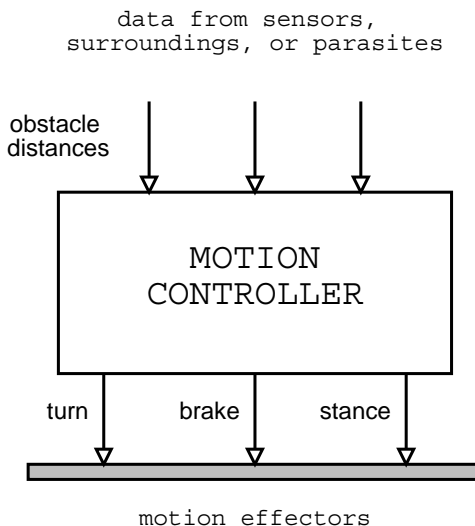 data from sensors,
surroundings, or parasites
obstacle
distances
MOTION
CONTROLLER
turn
brake
stance
motion effectors